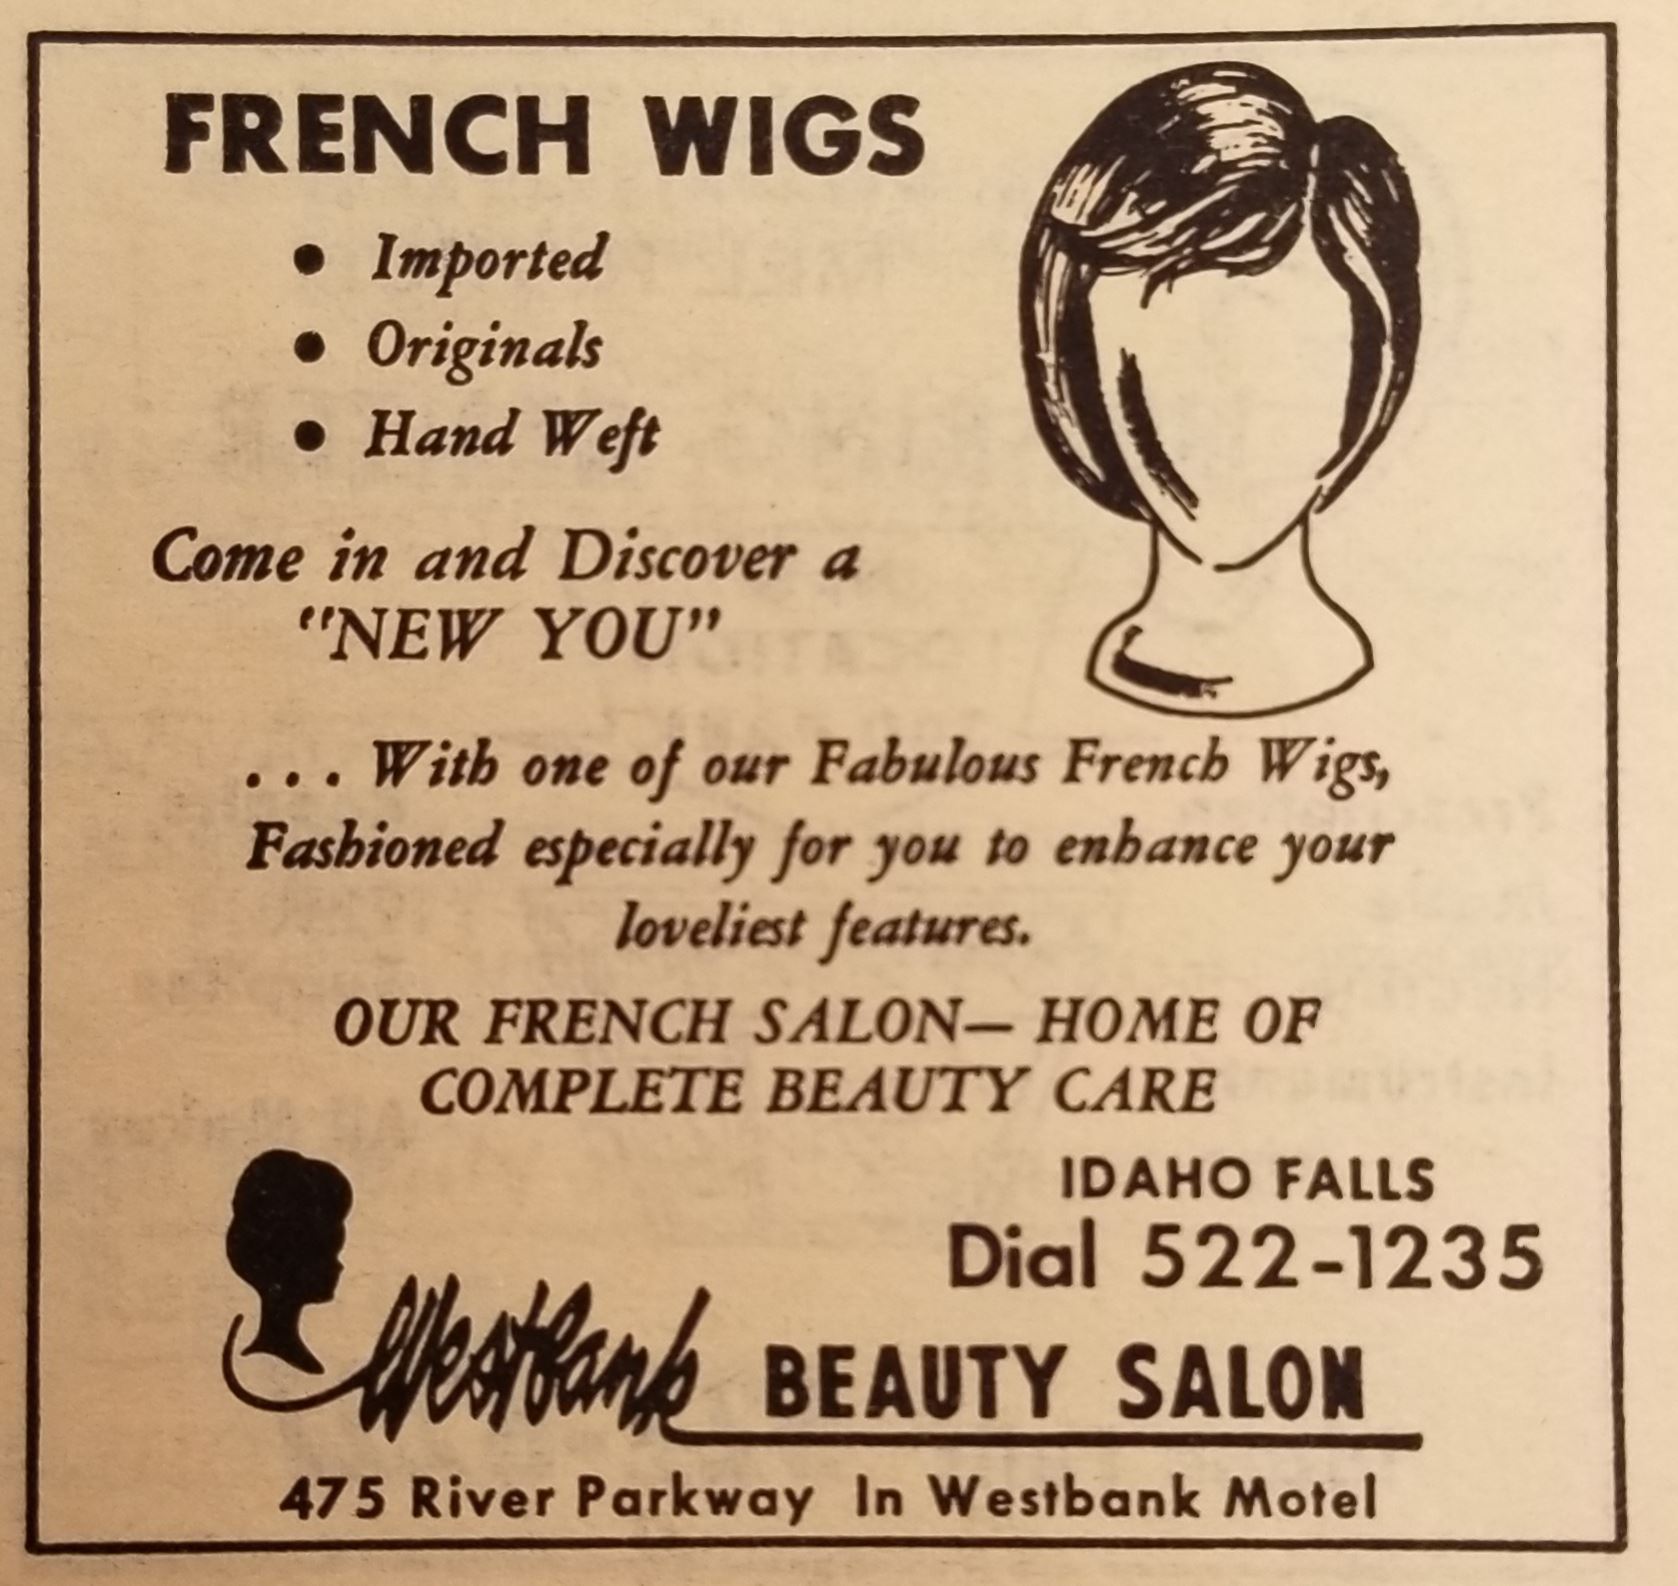 FRENCH WIGS
• Imported
• Originals
• Hand Weft
Come in and Discover a
"NEW YOU"
. . . With one of our Fabulous French Wigs,
Fashioned especially for you to enhance your
loveliest features.
OUR FRENCH SALON— HOME OF
COMPLETE BEAUTY CARE
IDAHO FALLS
Dial 522-1235
Westbank BEAUTY SALON
475 River Parkway In Westbank Motel